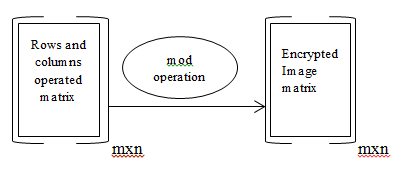 Rows and
columns
operated
matrix
mxn
mod
operation
Encrypted
Image
matrix
mxn